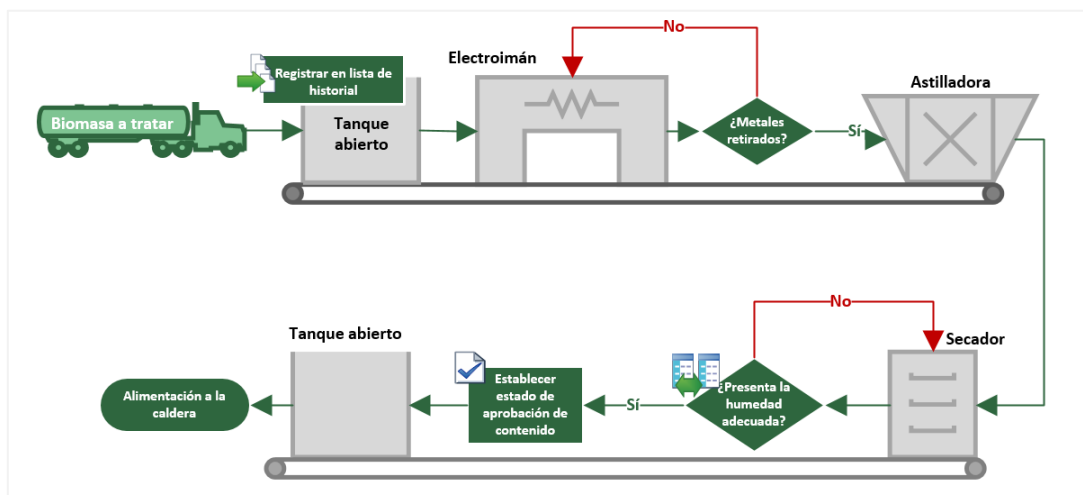 No
Electroimán
Registrar en lista de
historial
Astilladora
Biomasa a tratar
Tanque
abierto
¿Metales
retirados?
Sí
No
Tanque abierto
Secador
Alimentación a la
caldera
Establecer
estado de
aprobación de
contenido
Sí
¿Presenta la
humedad
adecuada?